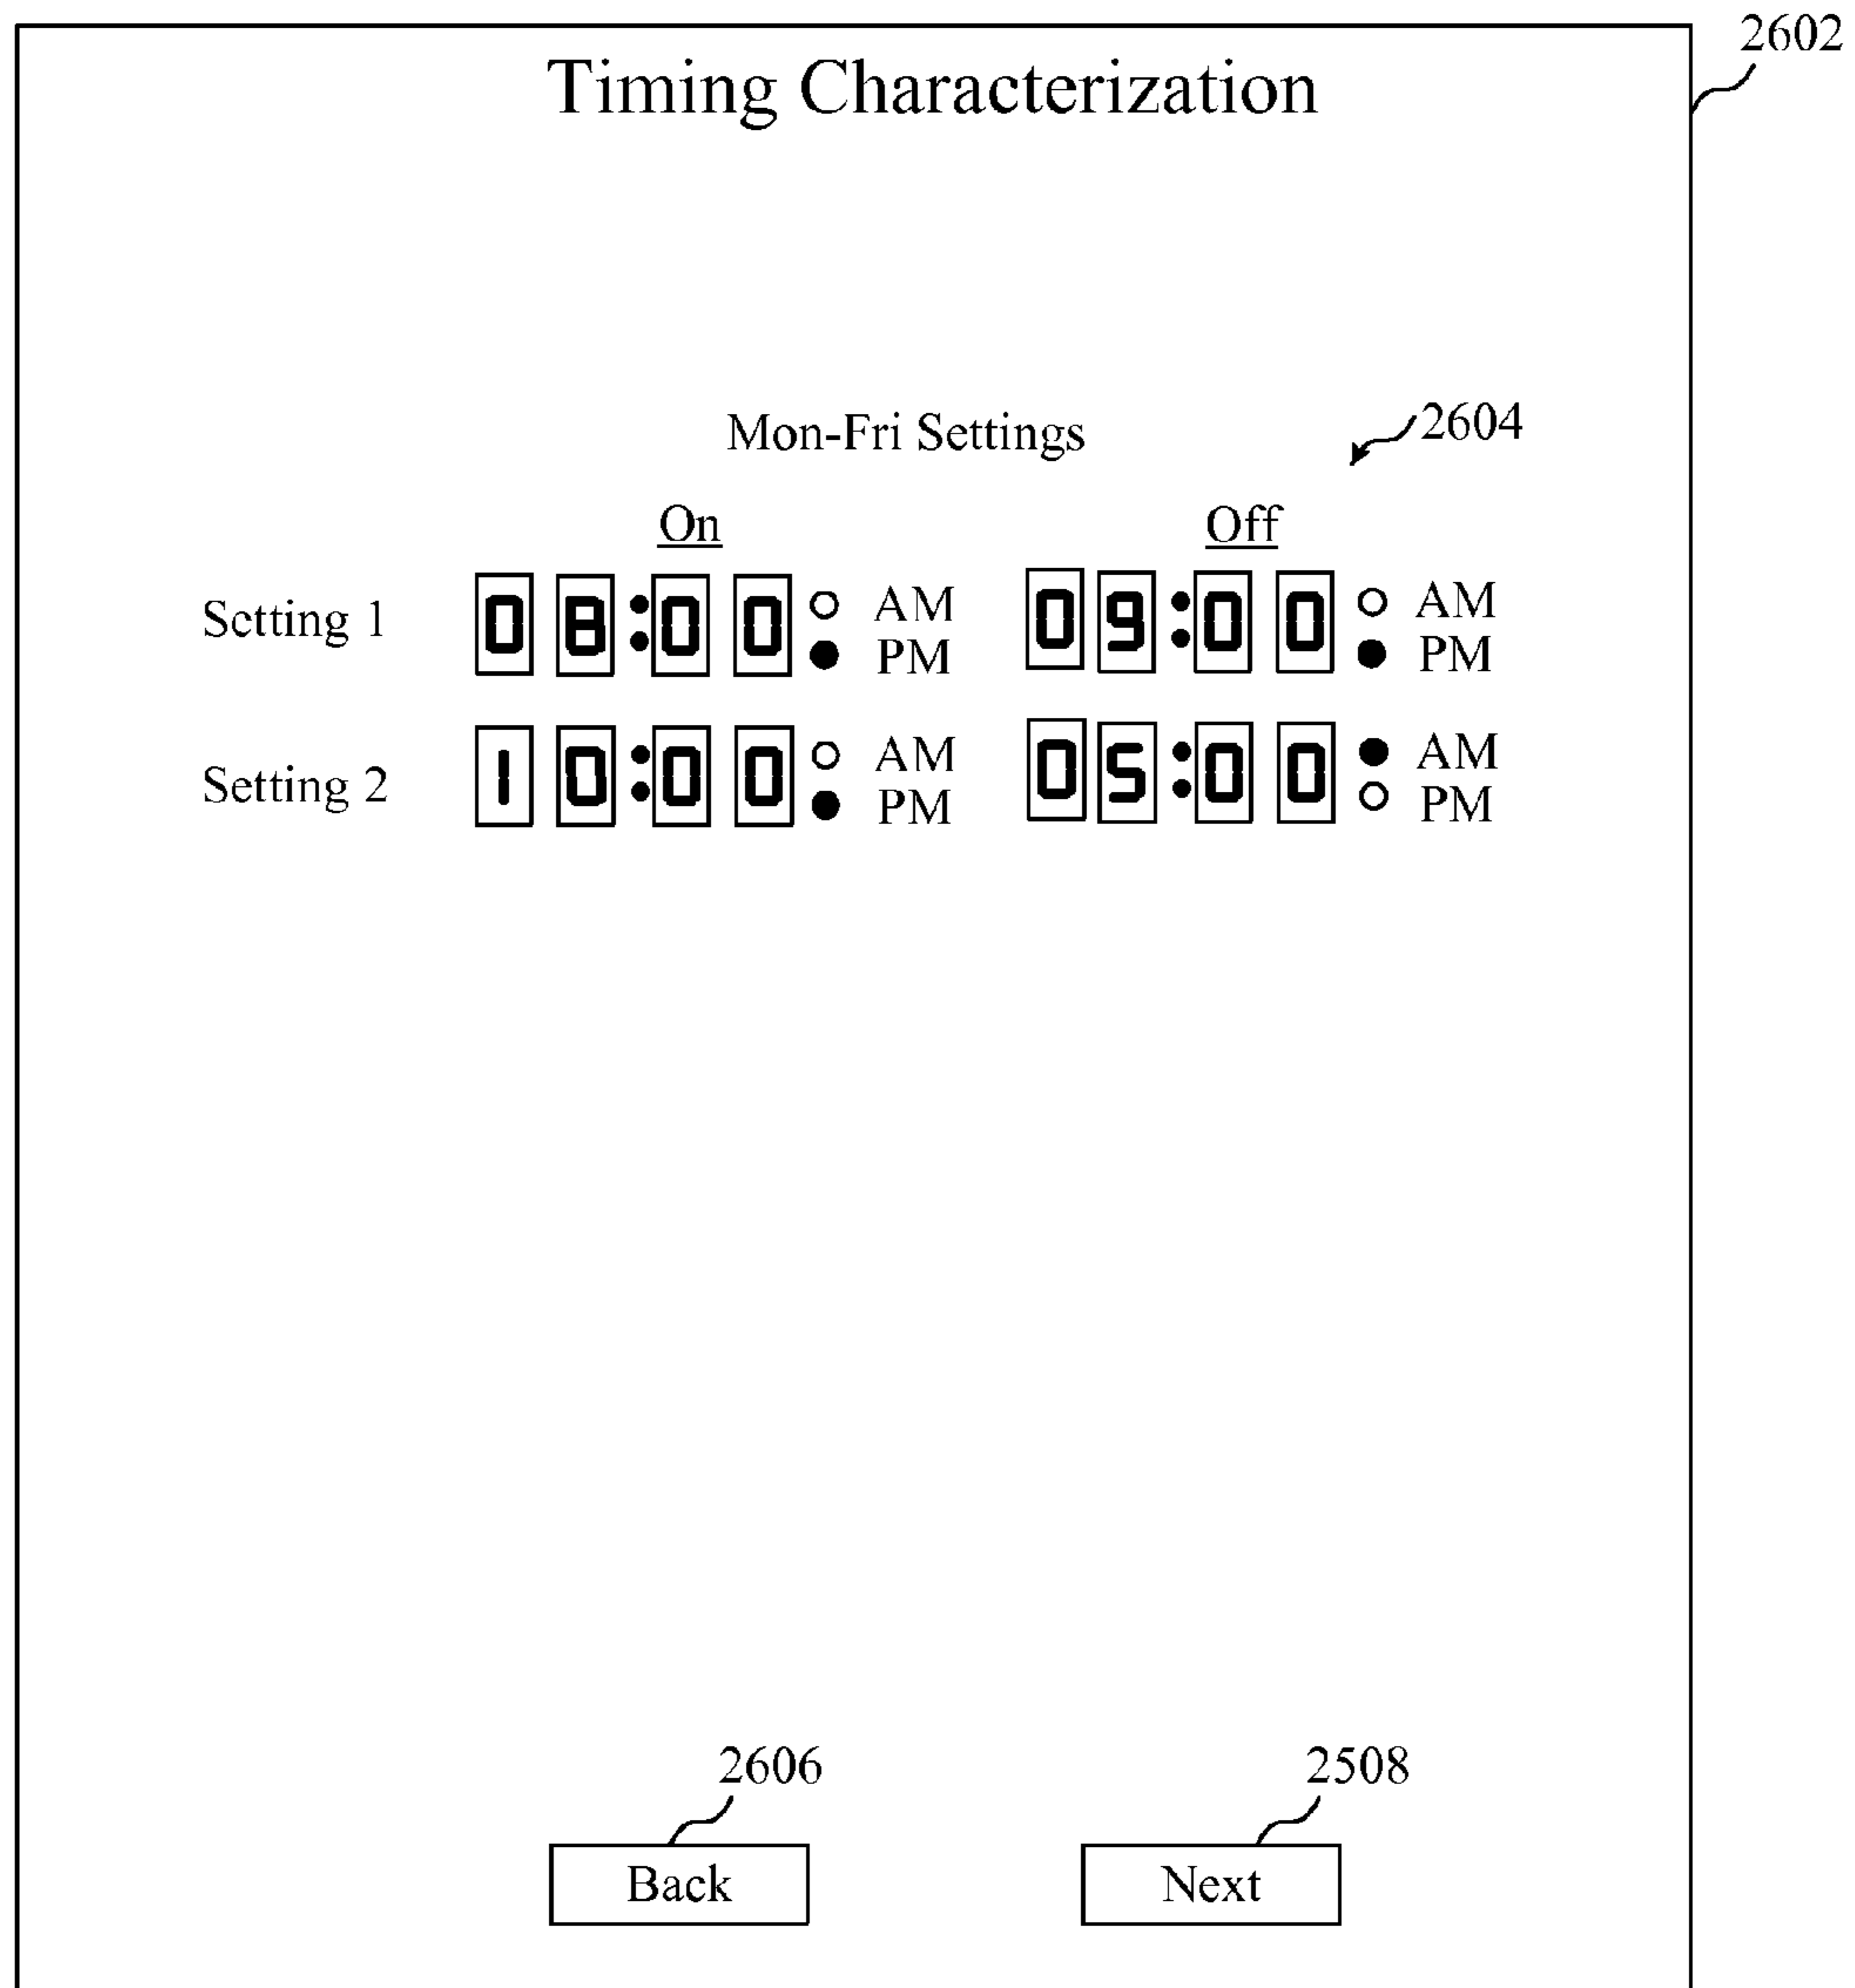 2602
Timing Characterization
Mon-Fri Settings
2604
On Off
Setting 1 08:00 AM PM 09:00 AM PM
Setting 2 10:00 AM PM 05:00 AM PM
2606 2508
Back Next